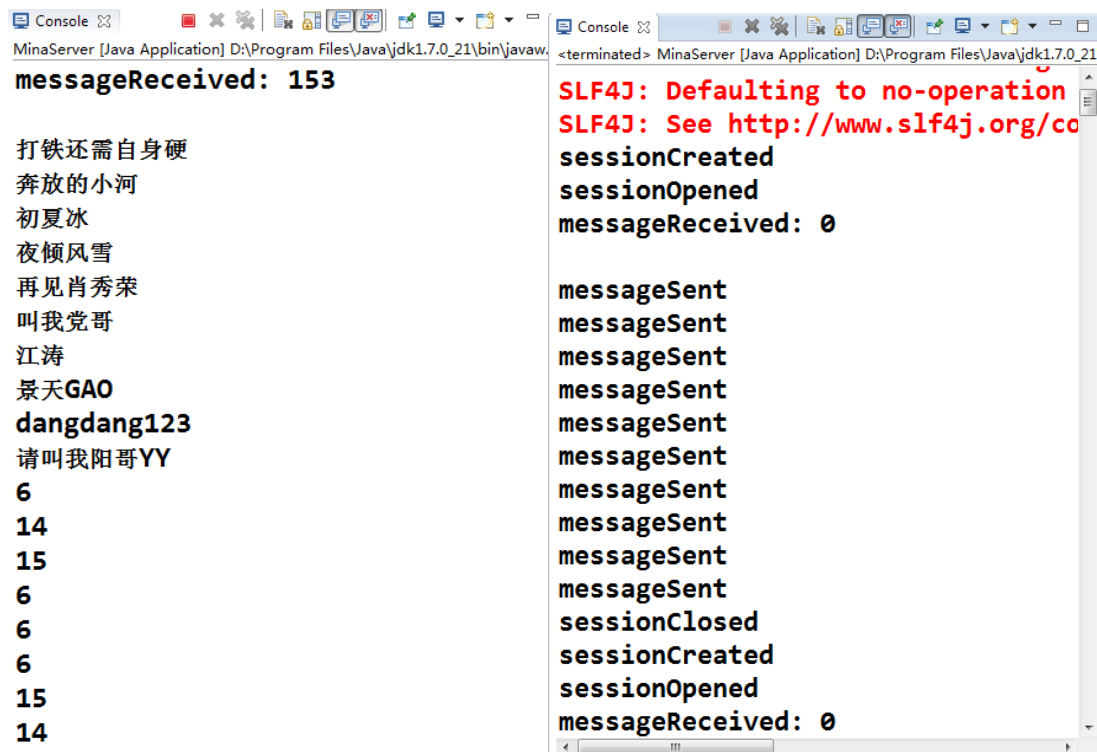 Console
MinaServer [Java Application] D:\Program Files\Java\jdk1.7.0_21\bin\javaw.
messageReceived: 153
打铁还需自身硬
奔放的小河
初夏冰
夜倾风雪
再见肖秀荣
叫我党哥
江涛
景天GAO
dangdang123
请叫我阳哥YY
6
14
15
6
6
6
15
14
Console
<terminated> MinaServer [Java Application] D:\Program Files\Java\jdk1.7.0_21
SLF4J: Defaulting to no-operation
SLF4J: See http://www.slf4j.org/co
sessionCreated
sessionOpened
messageReceived: 0
messageSent
messageSent
messageSent
messageSent
messageSent
messageSent
messageSent
messageSent
messageSent
messageSent
sessionClosed
sessionCreated
sessionOpened
messageReceived: 0